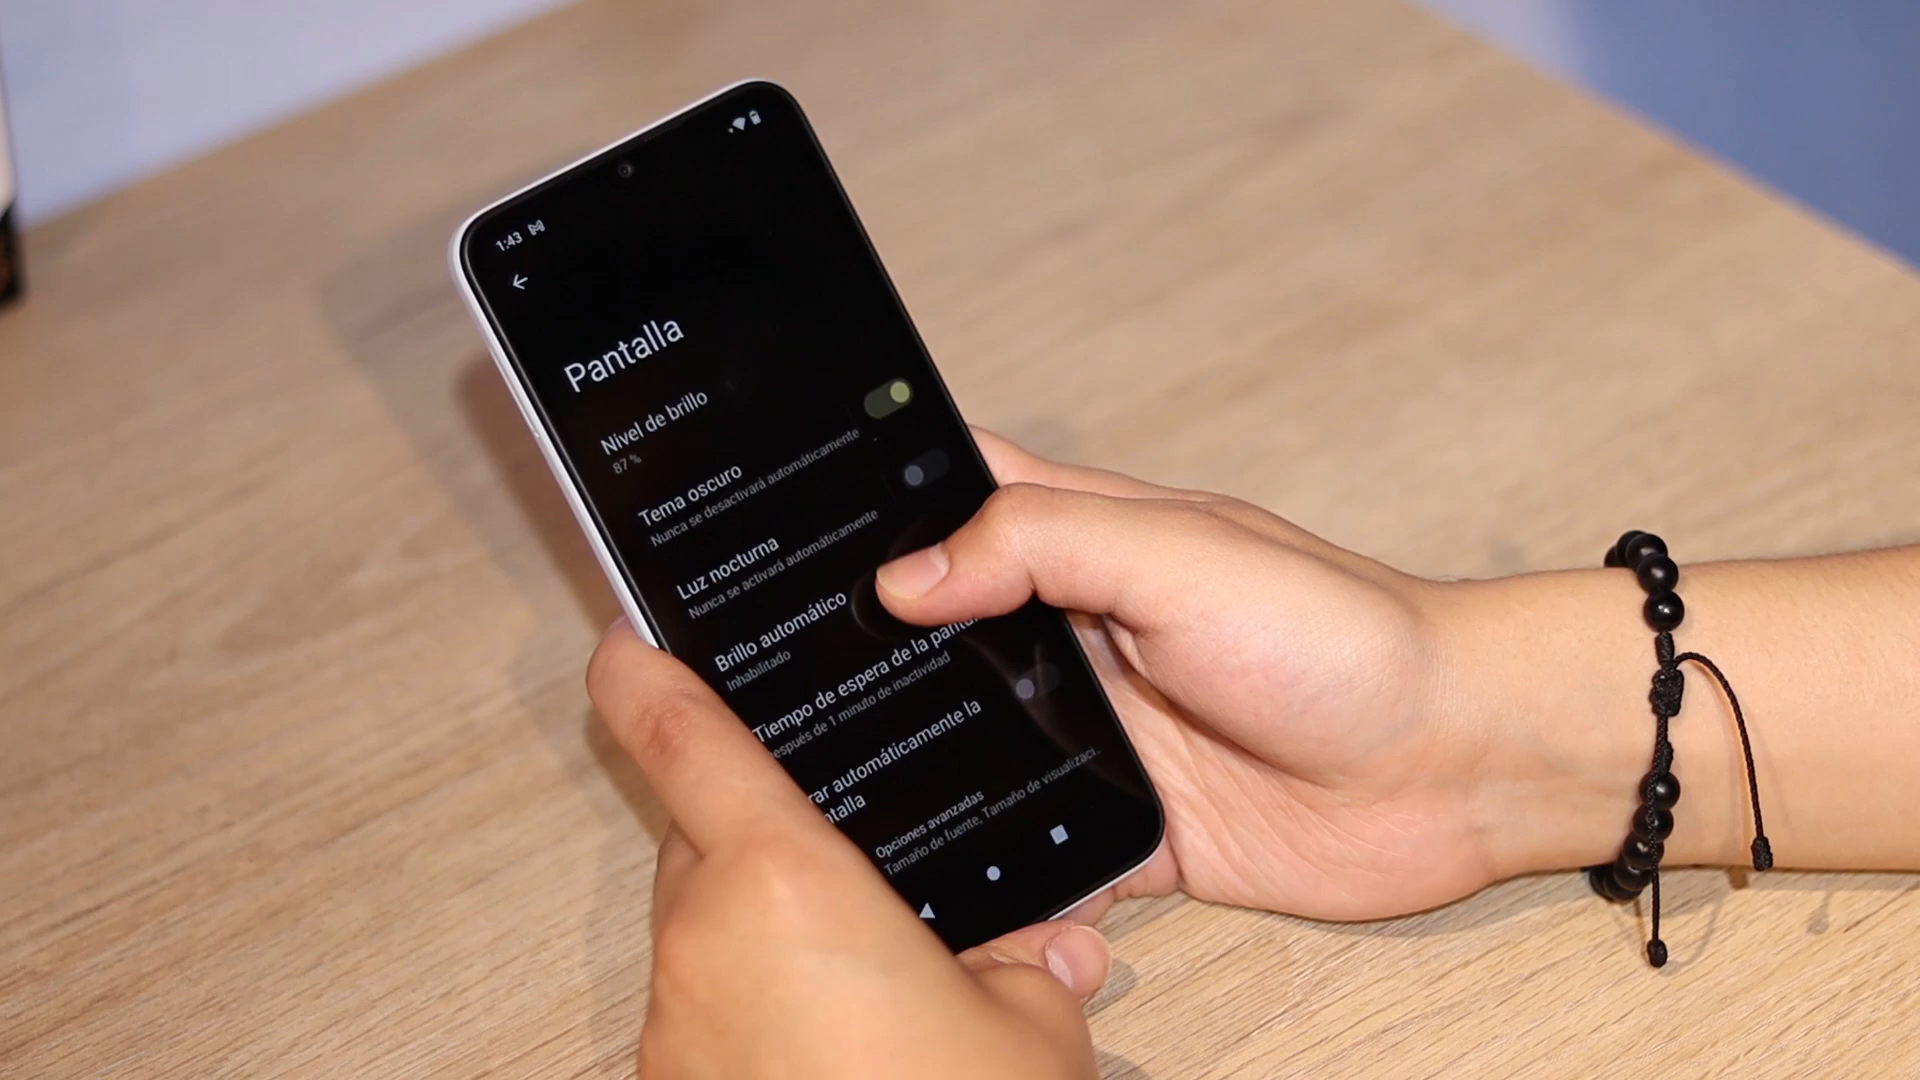 1:43
Pantalla
Nivel de brillo
87 %
Tema oscuro
Nunca se desactivará automáticamente
Luz nocturna
Nunca se activará automáticamente
Brillo automático
Inhabilitado
Tiempo de espera de la
espués de 1 minuto de inactividad
rar automáticamente la
ntalla
Opciones avanzadas
Tamaño de fuente, Tamaño de visualizaci...